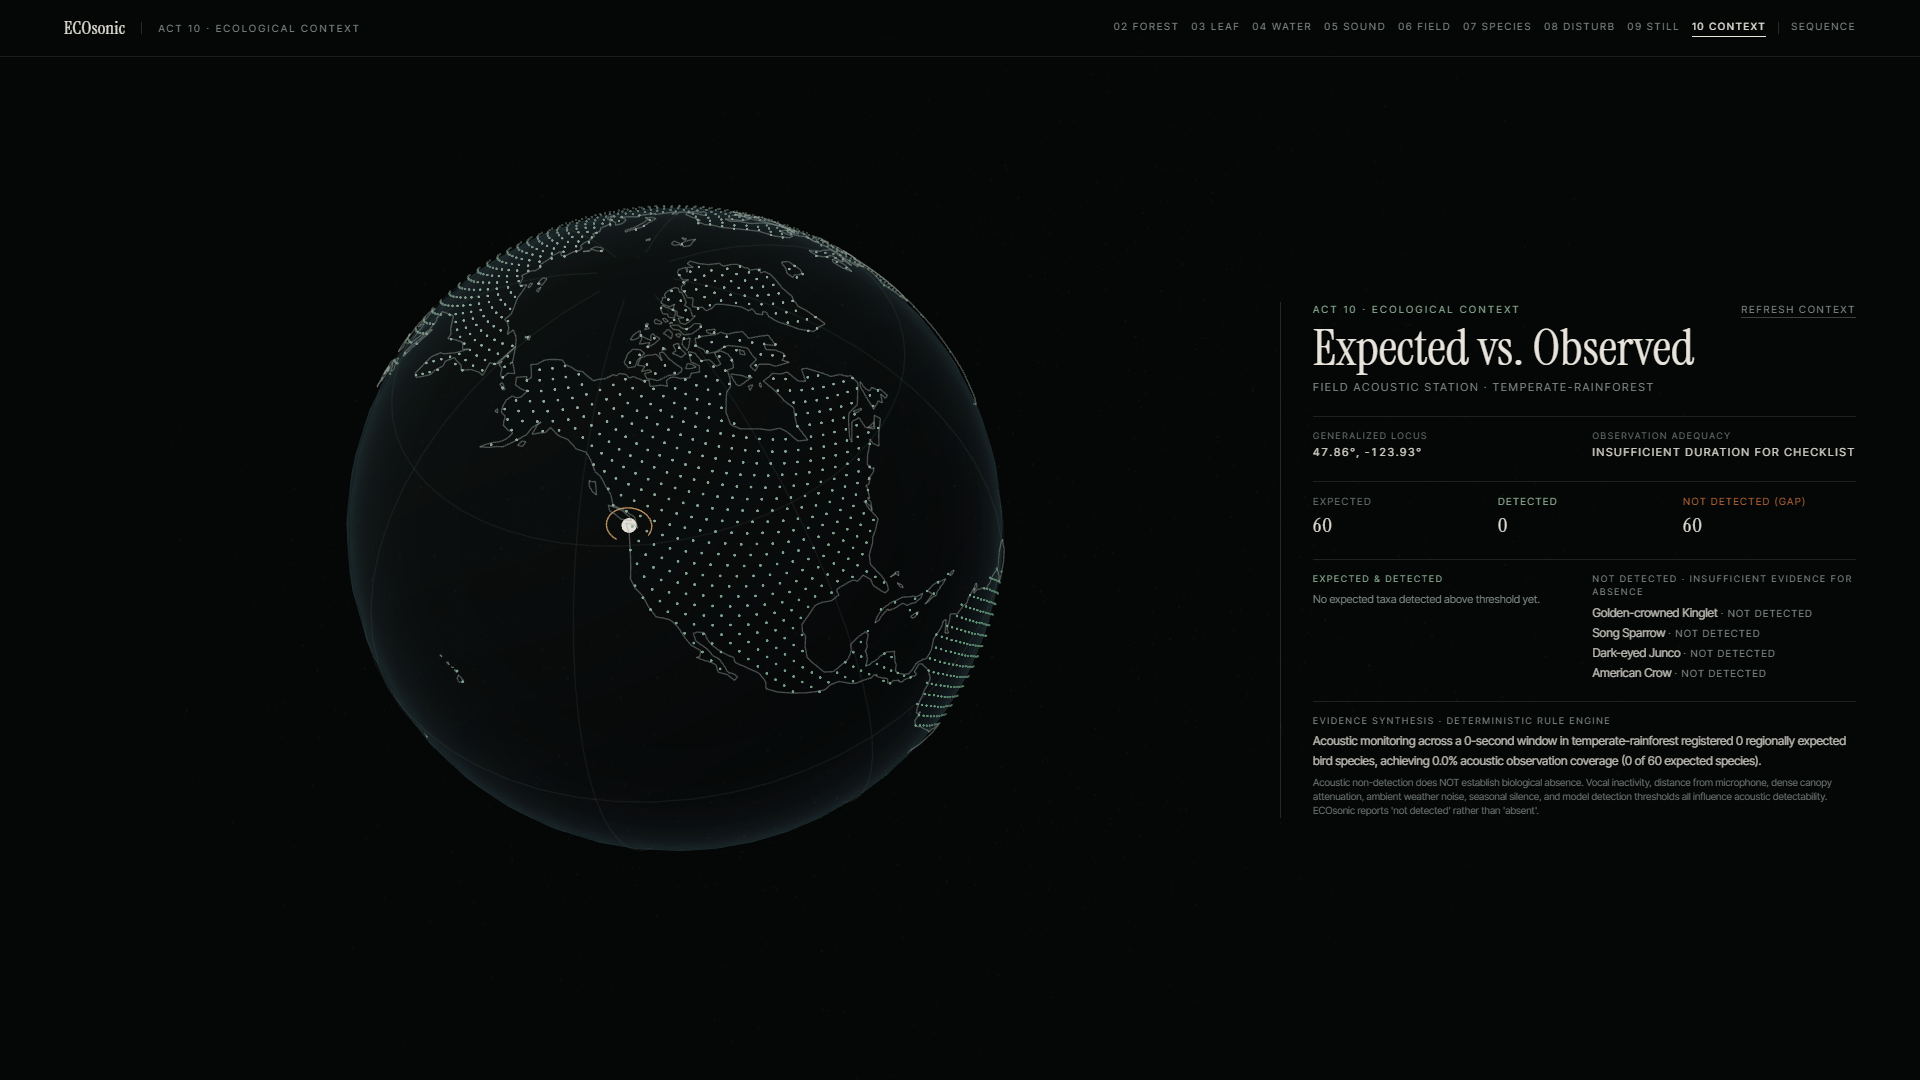 ECOsonic
ACT 10 · ECOLOGICAL CONTEXT
02 FOREST 03 LEAF 04 WATER 05 SOUND 06 FIELD 07 SPECIES 08 DISTURB 09 STILL 10 CONTEXT SEQUENCE
ACT 10 · ECOLOGICAL CONTEXT
REFRESH CONTEXT
Expected vs. Observed
FIELD ACOUSTIC STATION · TEMPERATE-RAINFOREST
GENERALIZED LOCUS
47.86°, -123.93°
OBSERVATION ADEQUACY
INSUFFICIENT DURATION FOR CHECKLIST
EXPECTED
60
DETECTED
0
NOT DETECTED (GAP)
60
EXPECTED & DETECTED
No expected taxa detected above threshold yet.
NOT DETECTED · INSUFFICIENT EVIDENCE FOR
ABSENCE
Golden-crowned Kinglet · NOT DETECTED
Song Sparrow · NOT DETECTED
Dark-eyed Junco · NOT DETECTED
American Crow · NOT DETECTED
EVIDENCE SYNTHESIS · DETERMINISTIC RULE ENGINE
Acoustic monitoring across a 0-second window in temperate-rainforest registered 0 regionally expected
bird species, achieving 0.0% acoustic observation coverage (0 of 60 expected species).
Acoustic non-detection does NOT establish biological absence. Vocal inactivity, distance from microphone, dense canopy
attenuation, ambient weather noise, seasonal silence, and model detection thresholds all influence acoustic detectability.
ECOsonic reports 'not detected' rather than 'absent'.